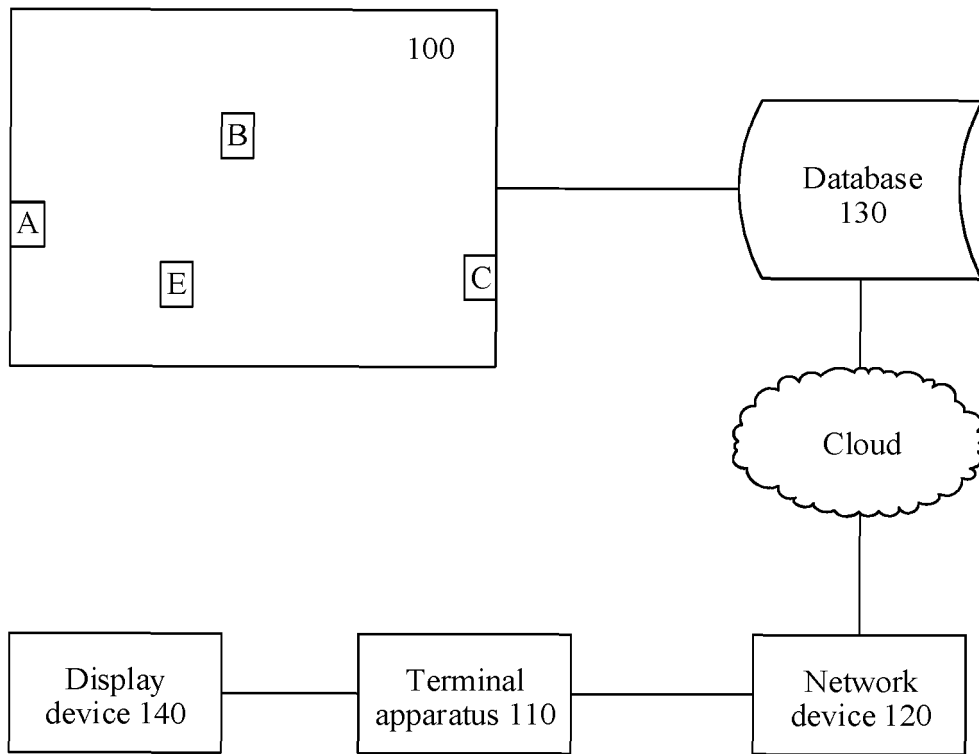 100
B
A
E
C
Database
130
Cloud
Display
device 140
Terminal
apparatus 110
Network
device 120